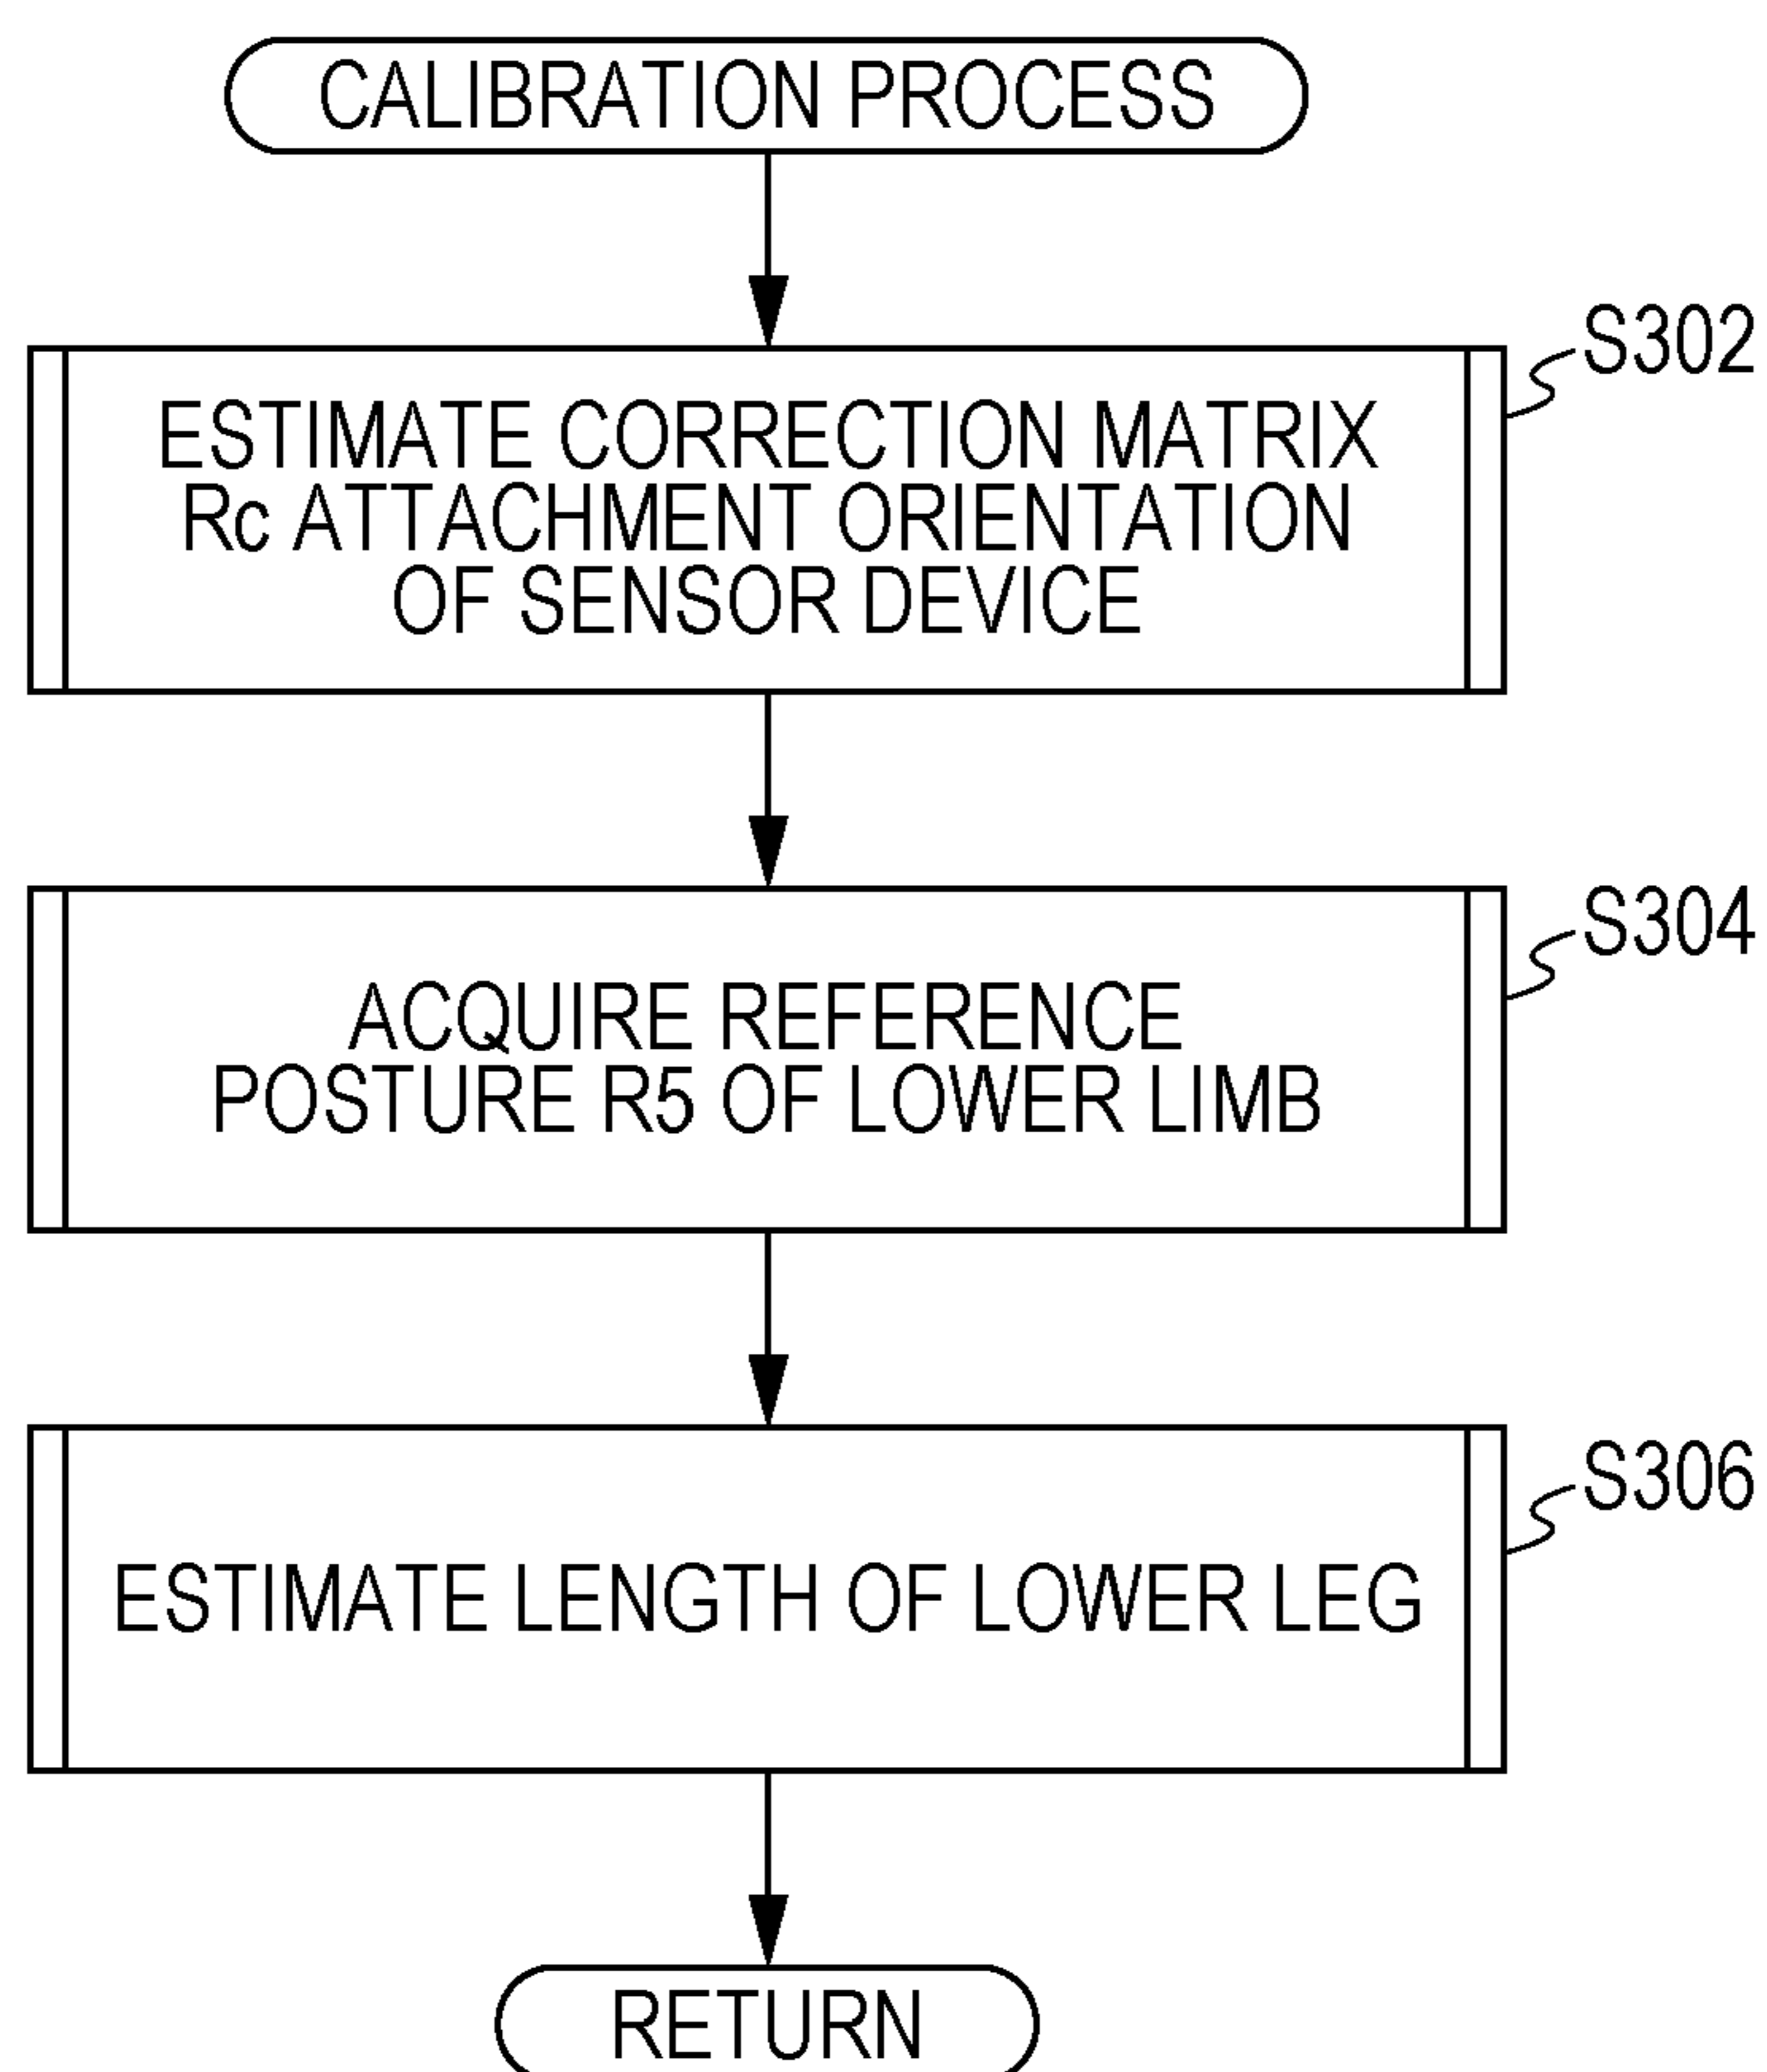 CALIBRATION PROCESS
S302
ESTIMATE CORRECTION MATRIX
Rc ATTACHMENT ORIENTATION
OF SENSOR DEVICE
S304
ACQUIRE REFERENCE
POSTURE R5 OF LOWER LIMB
S306
ESTIMATE LENGTH OF LOWER LEG
RETURN